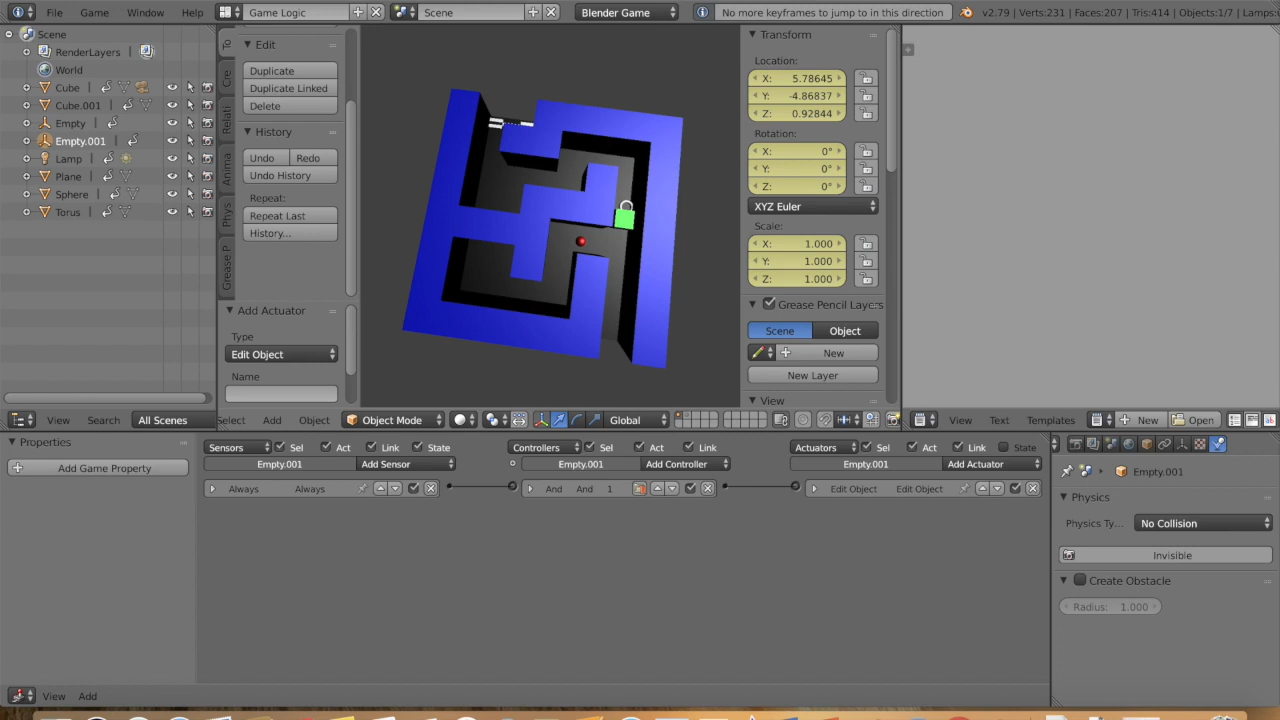 File Game Window Help Game Logic Scene Blender Game No more keyframes to jump to in this direction v2.79 | Verts:231 | Faces:207 | Tris:414 | Objects:1/7 | Lamps:
Scene
RenderLayers
World
Cube
Cube.001
Empty
Empty.001
Lamp
Plane
Sphere
Torus
View Search All Scenes
To
Cre
Relati
Anima
Phys
Grease P
Edit
Duplicate
Duplicate Linked
Delete
History
Undo Redo
Undo History
Repeat:
Repeat Last
History...
Add Actuator
Type
Edit Object
Name
Select Add Object Object Mode Global
Transform
Location:
X: 5.78645
Y: -4.86837
Z: 0.92844
Rotation:
X: 0°
Y: 0°
Z: 0°
XYZ Euler
Scale:
X: 1.000
Y: 1.000
Z: 1.000
Grease Pencil Layers
Scene Object
New
New Layer
View
View Text Templates New Open
Properties
Add Game Property
Sensors Sel Act Link State
Empty.001 Add Sensor
Always Always
Controllers Sel Act Link
Empty.001 Add Controller
And And 1
Actuators Sel Act Link State
Empty.001 Add Actuator
Edit Object Edit Object
Empty.001
Physics
Physics Ty... No Collision
Invisible
Create Obstacle
Radius: 1.000
View Add